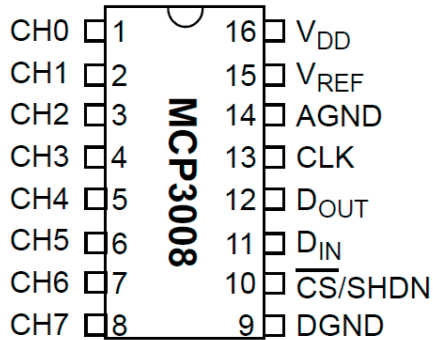 CH0 1 16 VDD
CH1 2 15 VREF
CH2 3 14 AGND
CH3 4 13 CLK
CH4 5 12 DOUT
CH5 6 11 DIN
CH6 7 10 C̅S̅/SHDN
CH7 8 9 DGND
MCP3008